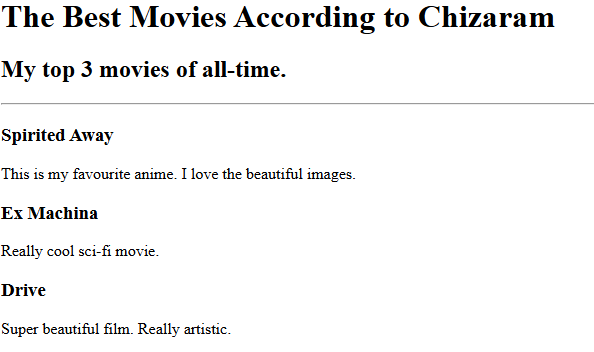 The Best Movies According to Chizaram
My top 3 movies of all-time.
Spirited Away
This is my favourite anime. I love the beautiful images.
Ex Machina
Really cool sci-fi movie.
Drive
Super beautiful film. Really artistic.